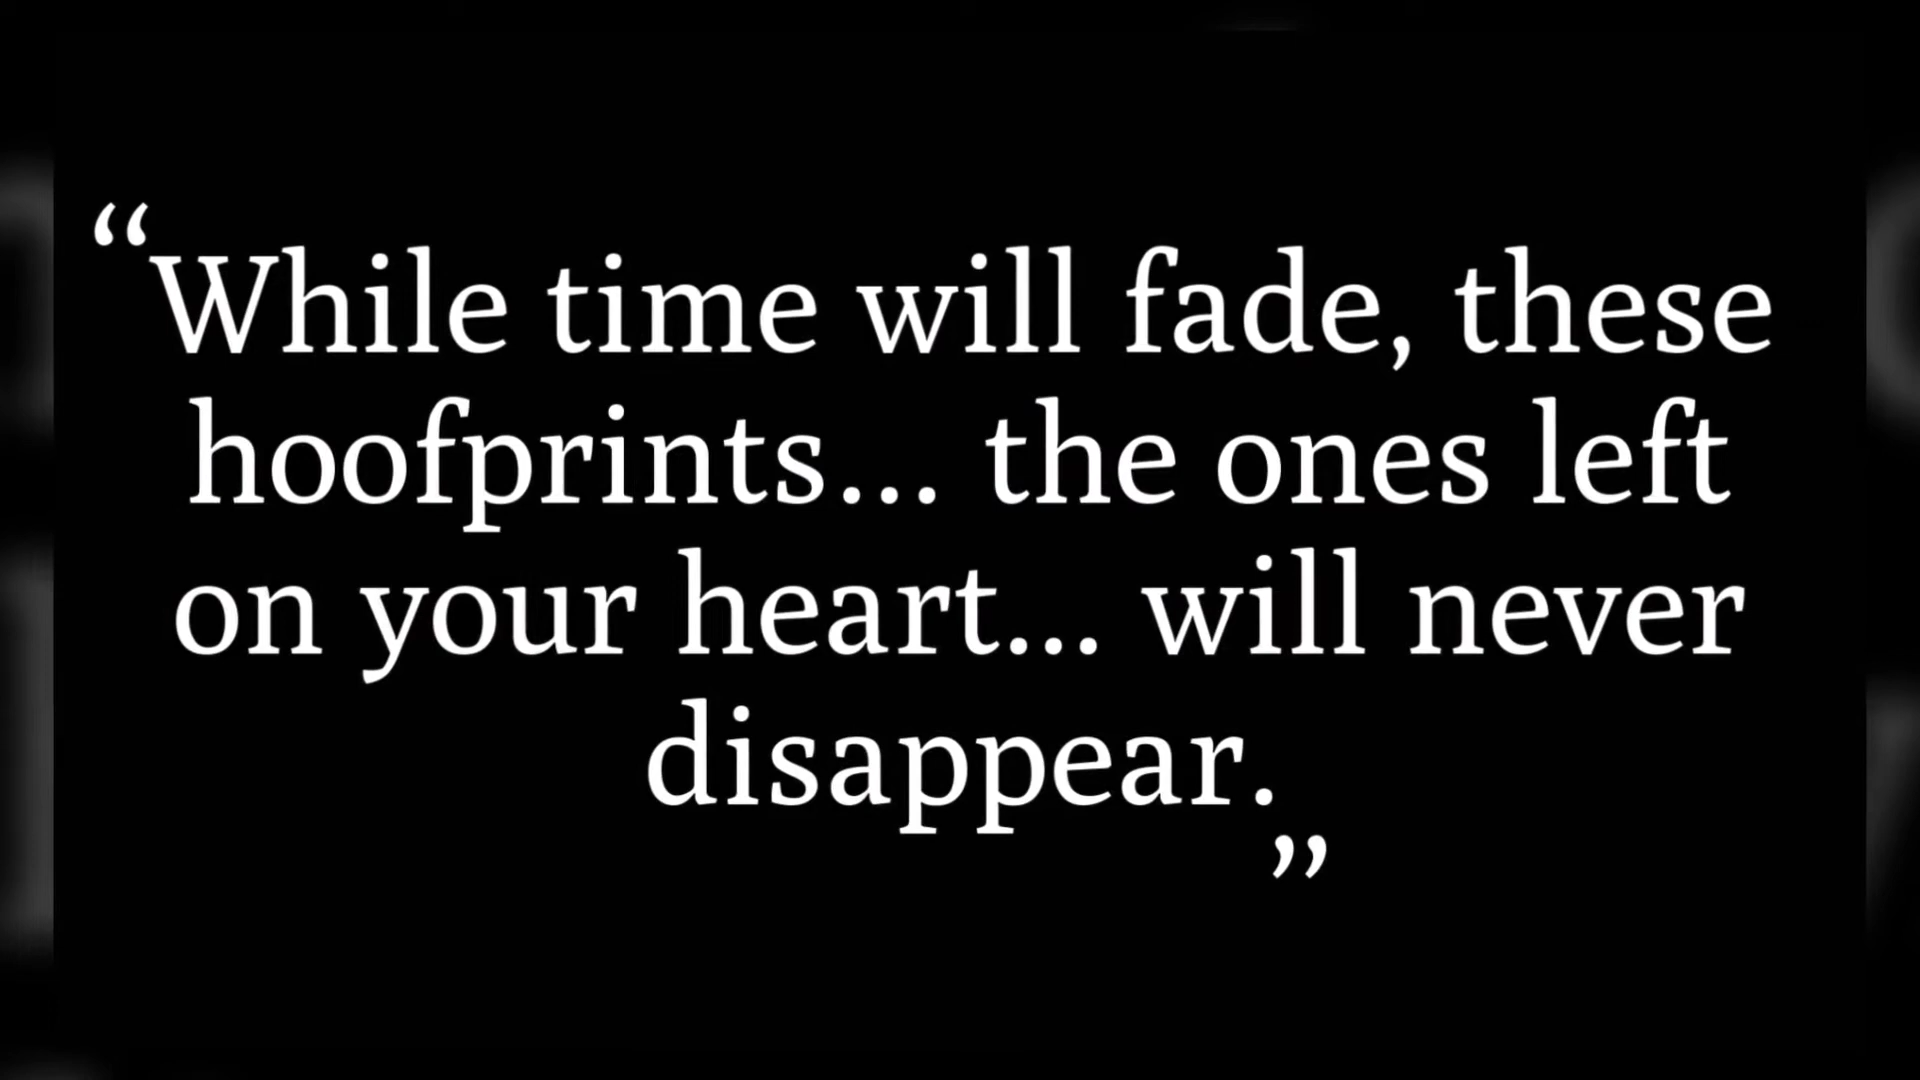 “While time will fade, these
hoofprints... the ones left
on your heart... will never
disappear.”